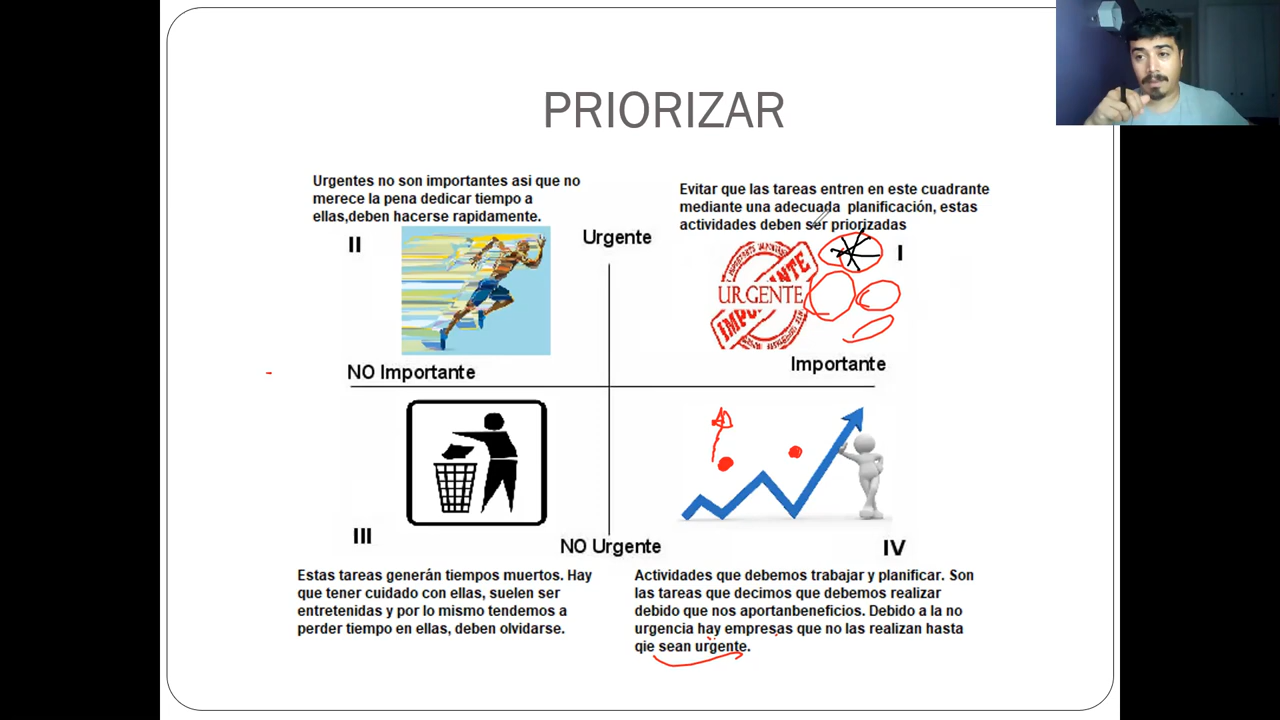 PRIORIZAR
Urgentes no son importantes asi que no
merece la pena dedicar tiempo a
ellas,deben hacerse rapidamente.
II
Urgente
Evitar que las tareas entren en este cuadrante
mediante una adecuada planificación, estas
actividades deben ser priorizadas
I
URGENTE
IMPORTANTE
NO Importante
Importante
III
NO Urgente
IV
Estas tareas generán tiempos muertos. Hay
que tener cuidado con ellas, suelen ser
entretenidas y por lo mismo tendemos a
perder tiempo en ellas, deben olvidarse.
Actividades que debemos trabajar y planificar. Son
las tareas que decimos que debemos realizar
debido que nos aportanbeneficios. Debido a la no
urgencia hay empresas que no las realizan hasta
qie sean urgente.